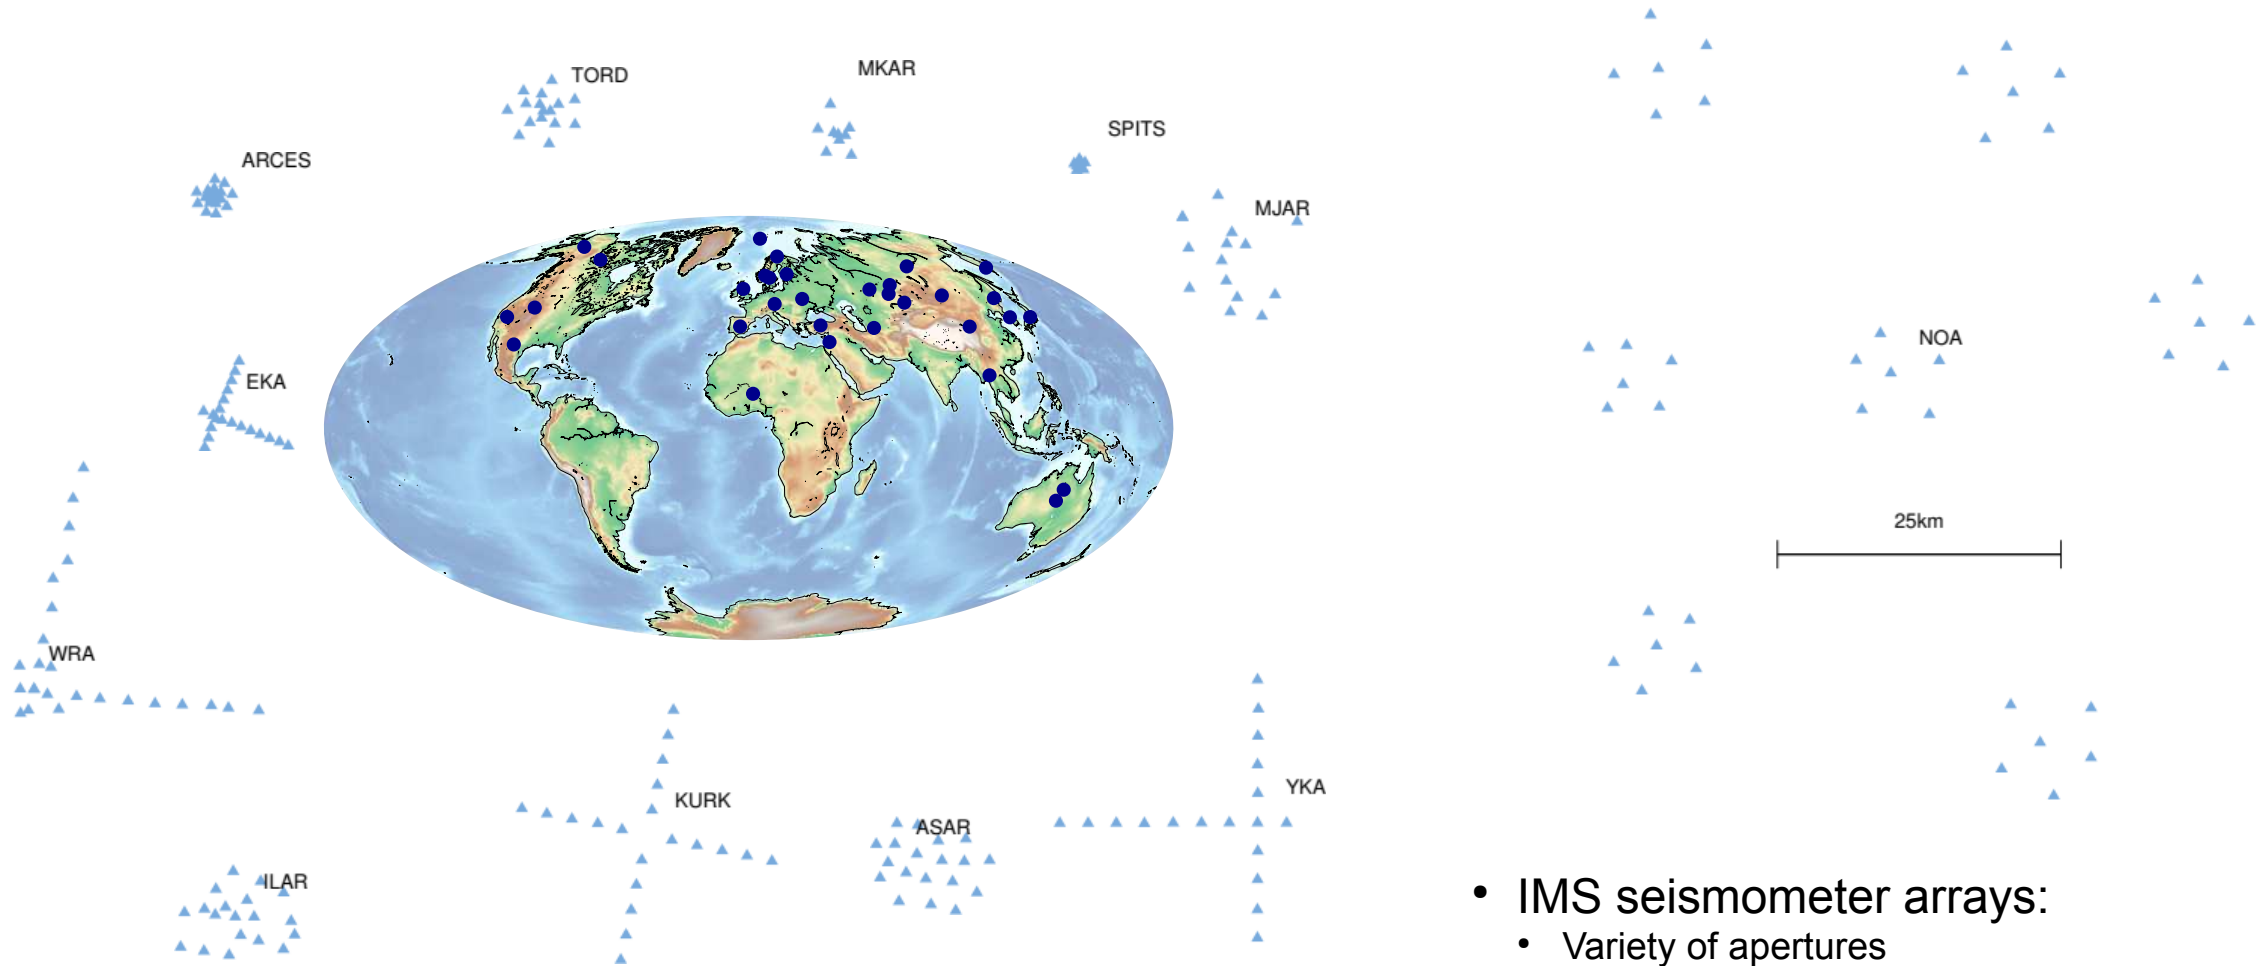 TORD
MKAR
SPITS
ARCES
MJAR
NOA
EKA
25km
WRA
KURK
YKA
ASAR
ILAR
• IMS seismometer arrays:
• Variety of apertures